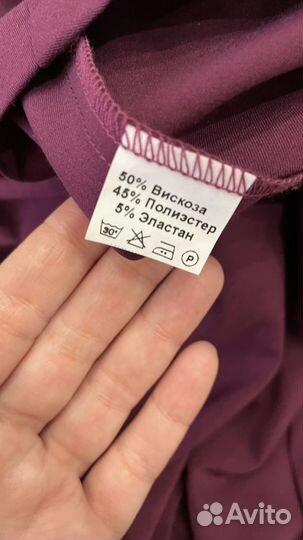 50% Вискоза
45% Полиэстер
5% Эластан
30°
P
Avito